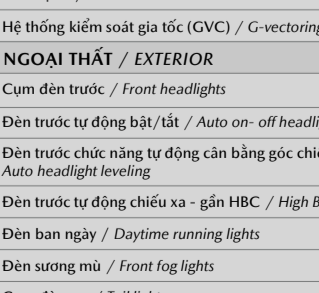 Hệ thống kiểm soát gia tốc (GVC) / G-vectoring
NGOẠI THẤT / EXTERIOR
Cụm đèn trước / Front headlights
Đèn trước tự động bật/tắt / Auto on- off
Đèn trước chức năng tự động cân bằng góc
Auto headlight leveling
Đèn trước tự động chiếu xa - gần HBC / High
Đèn ban ngày / Daytime running lights
Đèn sương mù / Front fog lights